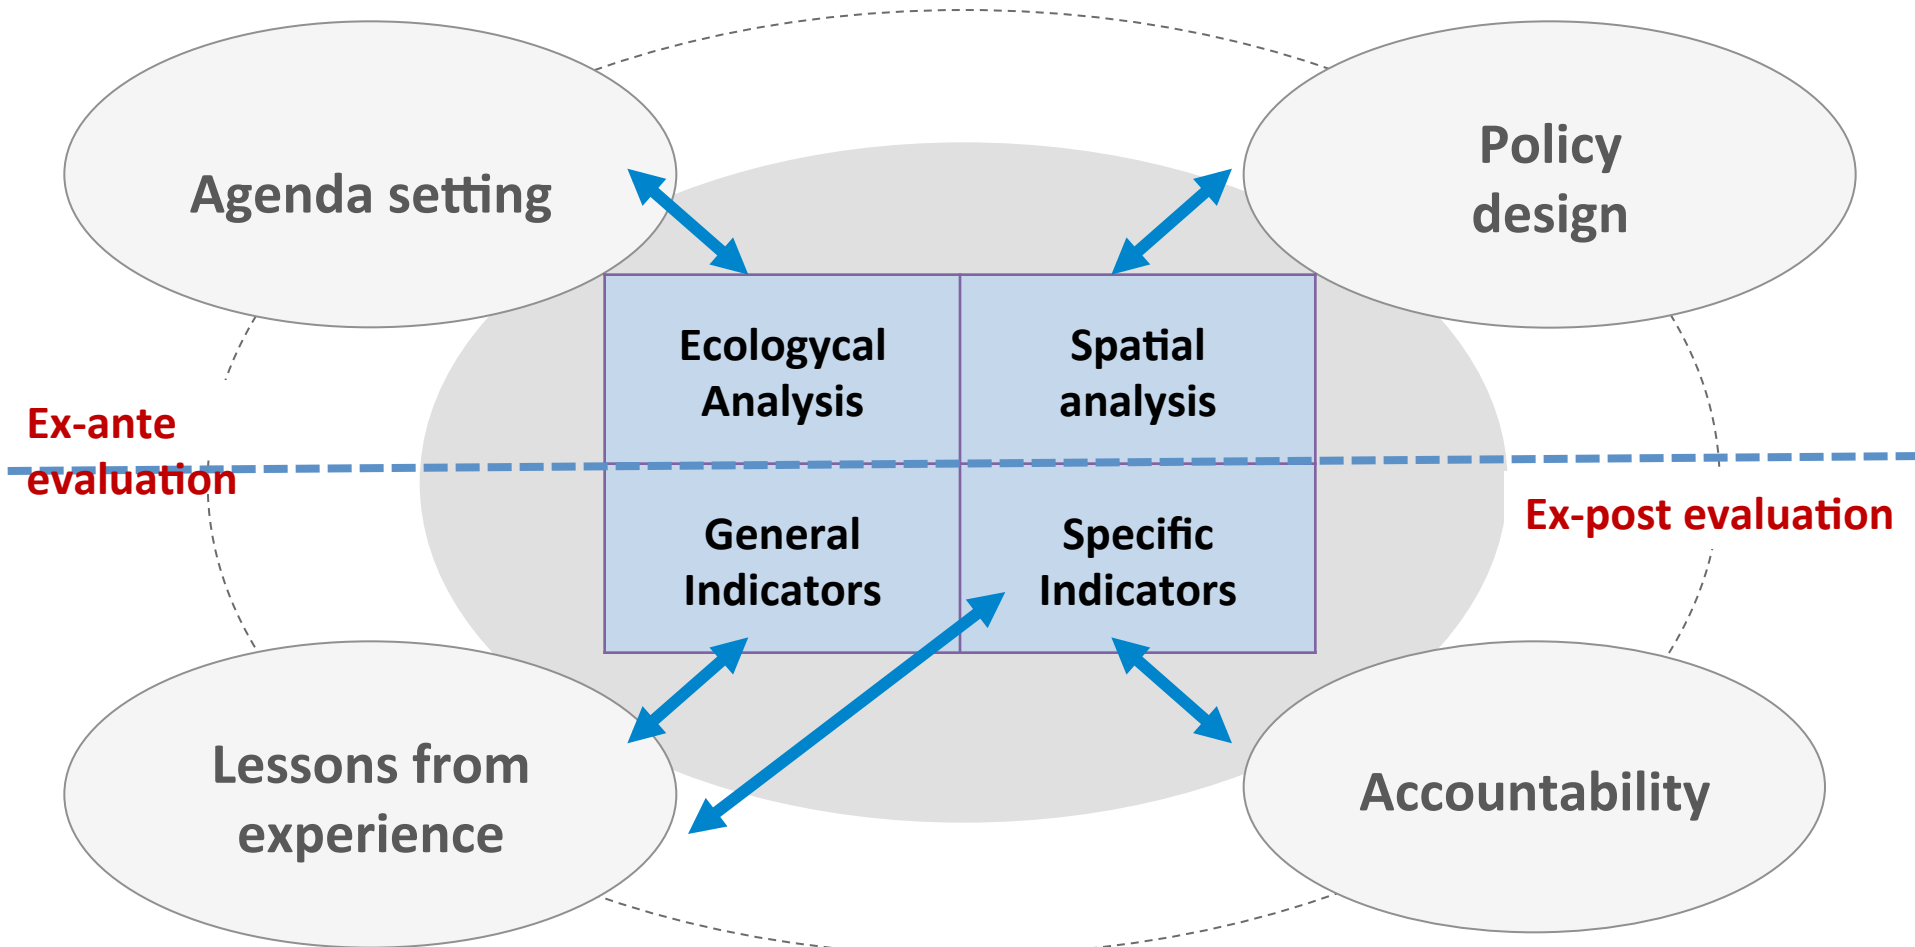 Agenda setting
Policy
design
Ecologycal
Analysis
Spatial
analysis
Ex-ante
evaluation
Ex-post evaluation
General
Indicators
Specific
Indicators
Lessons from
experience
Accountability